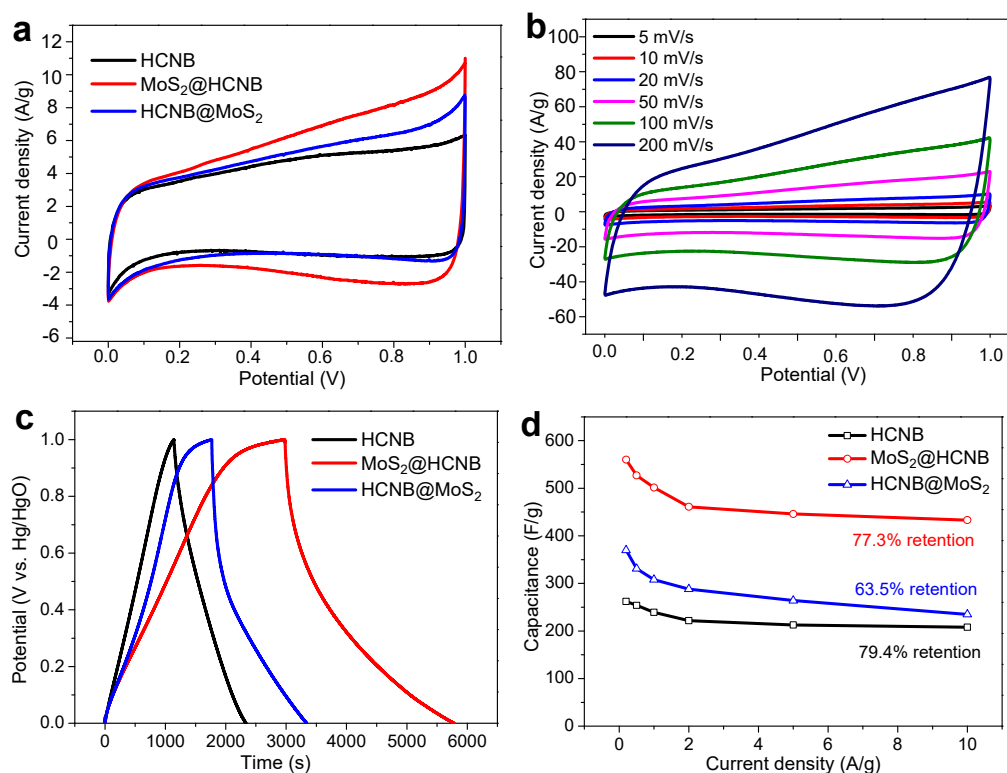 a
HCNB
MoS₂@HCNB
HCNB@MoS₂
12
10
8
6
4
2
0
-2
-4
-6
Current density (A/g)
0.0 0.2 0.4 0.6 0.8 1.0
Potential (V)
b
5 mV/s
10 mV/s
20 mV/s
50 mV/s
100 mV/s
200 mV/s
100
80
60
40
20
0
-20
-40
-60
Current density (A/g)
0.0 0.2 0.4 0.6 0.8 1.0
Potential (V)
c
HCNB
MoS₂@HCNB
HCNB@MoS₂
1.0
0.8
0.6
0.4
0.2
0.0
Potential (V vs. Hg/HgO)
0 1000 2000 3000 4000 5000 6000
Time (s)
d
HCNB
MoS₂@HCNB
HCNB@MoS₂
600
500
400
300
200
100
0
Capacitance (F/g)
77.3% retention
63.5% retention
79.4% retention
0 2 4 6 8 10
Current density (A/g)